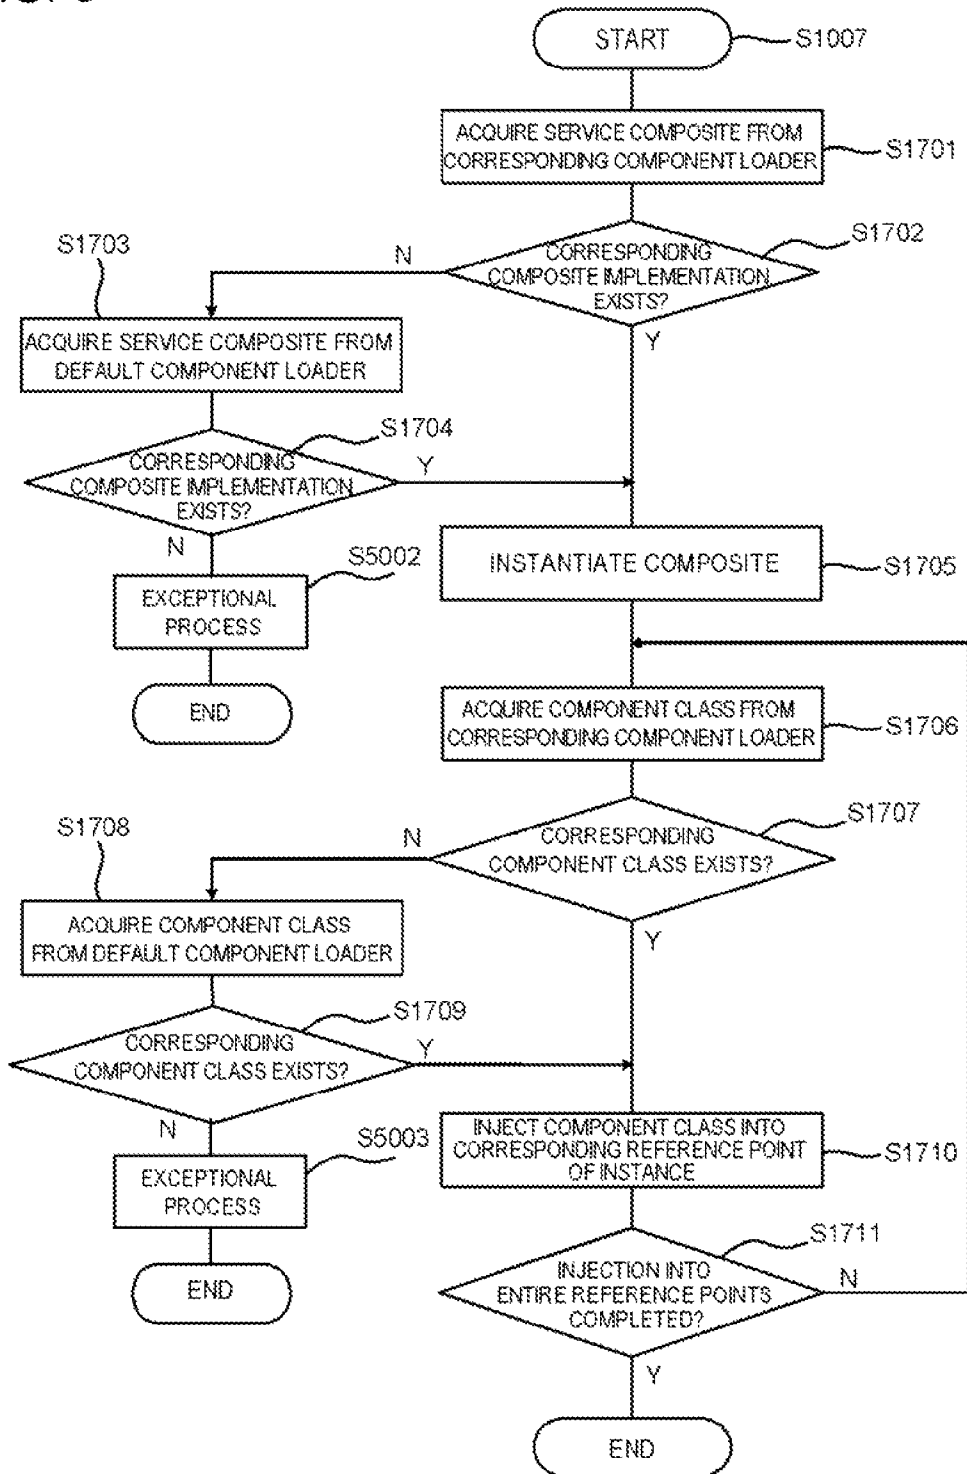 START
S1007
ACQUIRE SERVICE COMPOSITE FROM
CORRESPONDING COMPONENT LOADER
S1701
S1703
N
CORRESPONDING
COMPOSITE IMPLEMENTATION
EXISTS?
S1702
Y
ACQUIRE SERVICE COMPOSITE FROM
DEFAULT COMPONENT LOADER
S1704
CORRESPONDING
COMPOSITE IMPLEMENTATION
EXISTS?
Y
N
S5002
INSTANTIATE COMPOSITE
S1705
EXCEPTIONAL
PROCESS
END
ACQUIRE COMPONENT CLASS FROM
CORRESPONDING COMPONENT LOADER
S1706
S1708
N
CORRESPONDING
COMPONENT CLASS EXISTS?
S1707
Y
ACQUIRE COMPONENT CLASS
FROM DEFAULT COMPONENT LOADER
S1709
CORRESPONDING
COMPONENT CLASS EXISTS?
Y
N
S5003
INJECT COMPONENT CLASS INTO
CORRESPONDING REFERENCE POINT
OF INSTANCE
S1710
EXCEPTIONAL
PROCESS
END
S1711
INJECTION INTO
ENTIRE REFERENCE POINTS
COMPLETED?
N
Y
END